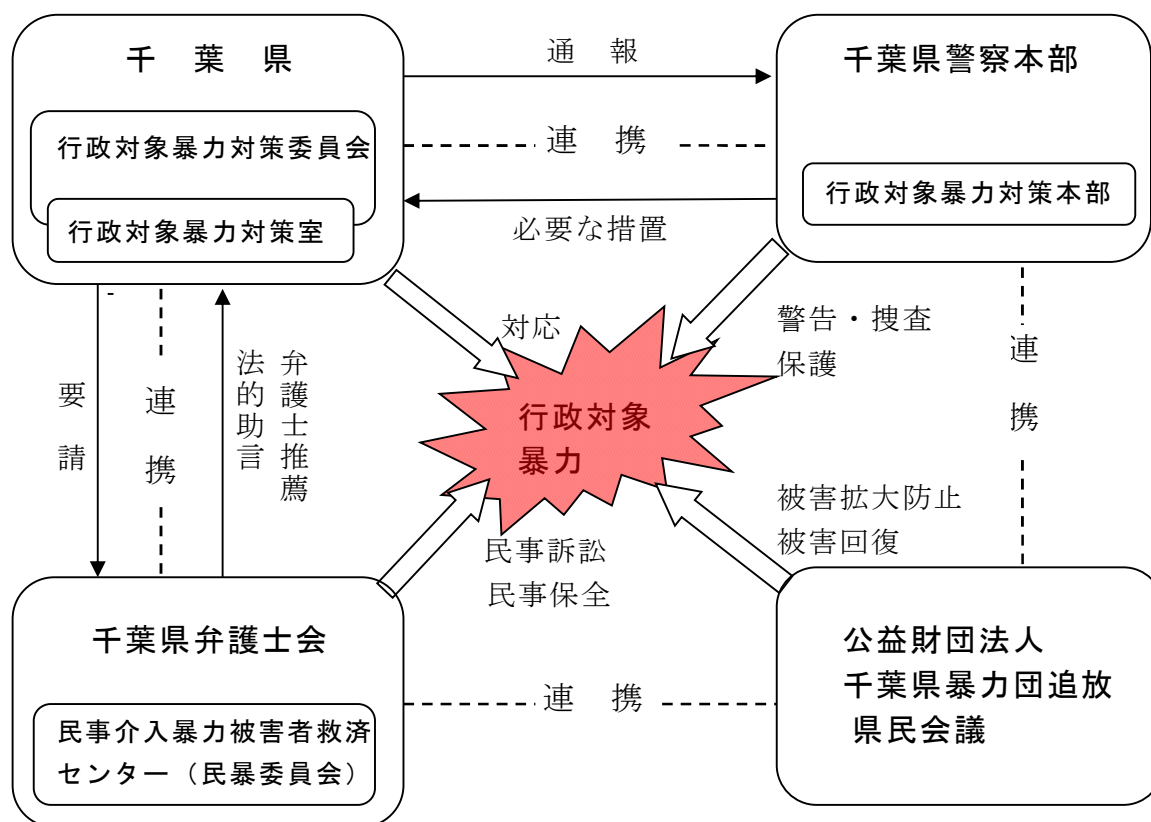 千　葉　県
行政対象暴力対策委員会
行政対象暴力対策室
通　報
連　携
必要な措置
千葉県警察本部
行政対象暴力対策本部
対応
警告・捜査
保護
連携
要請
連携
法的助言
弁護士推薦
行政対象
暴力
被害拡大防止
被害回復
民事訴訟
民事保全
千葉県弁護士会
民事介入暴力被害者救済
センター（民暴委員会）
連　携
公益財団法人
千葉県暴力団追放
県民会議